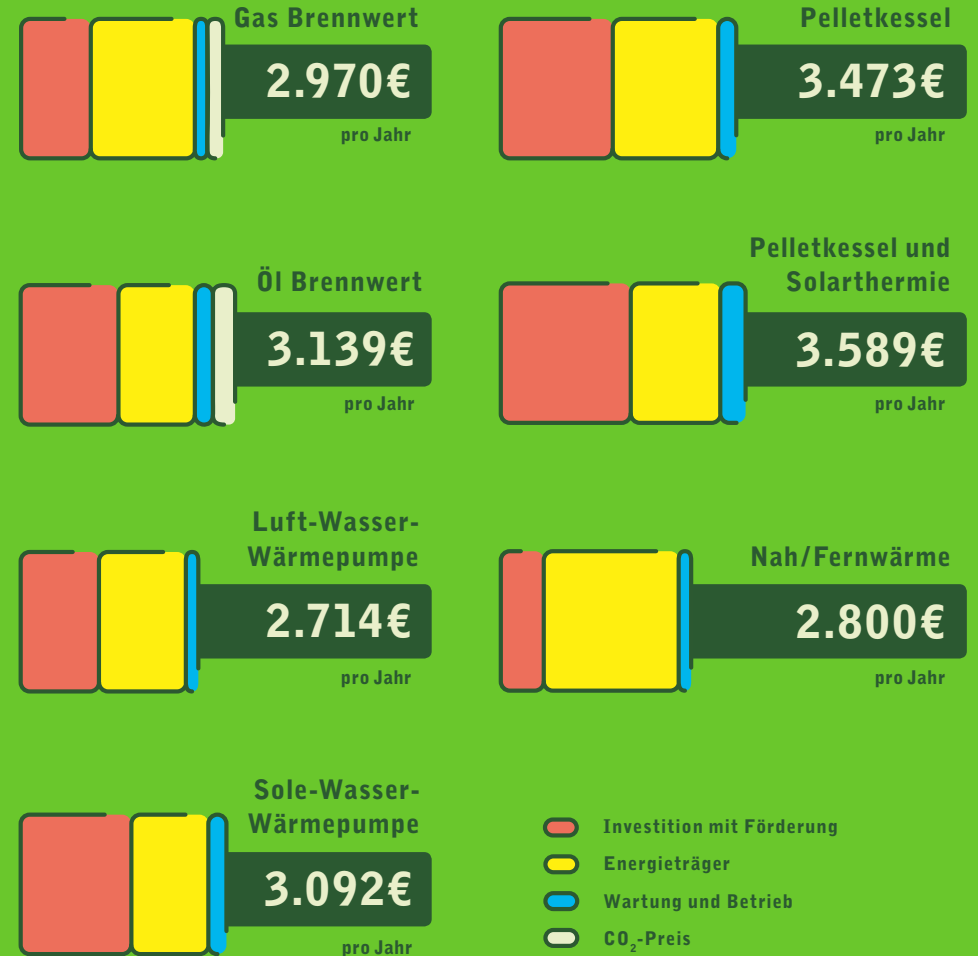 Gas Brennwert
2.970€
pro Jahr
Pelletkessel
3.473€
pro Jahr
Öl Brennwert
3.139€
pro Jahr
Pelletkessel und
Solarthermie
3.589€
pro Jahr
Luft-Wasser-
Wärmepumpe
2.714€
pro Jahr
Nah/Fernwärme
2.800€
pro Jahr
Sole-Wasser-
Wärmepumpe
3.092€
pro Jahr
Investition mit Förderung
Energieträger
Wartung und Betrieb
CO₂-Preis